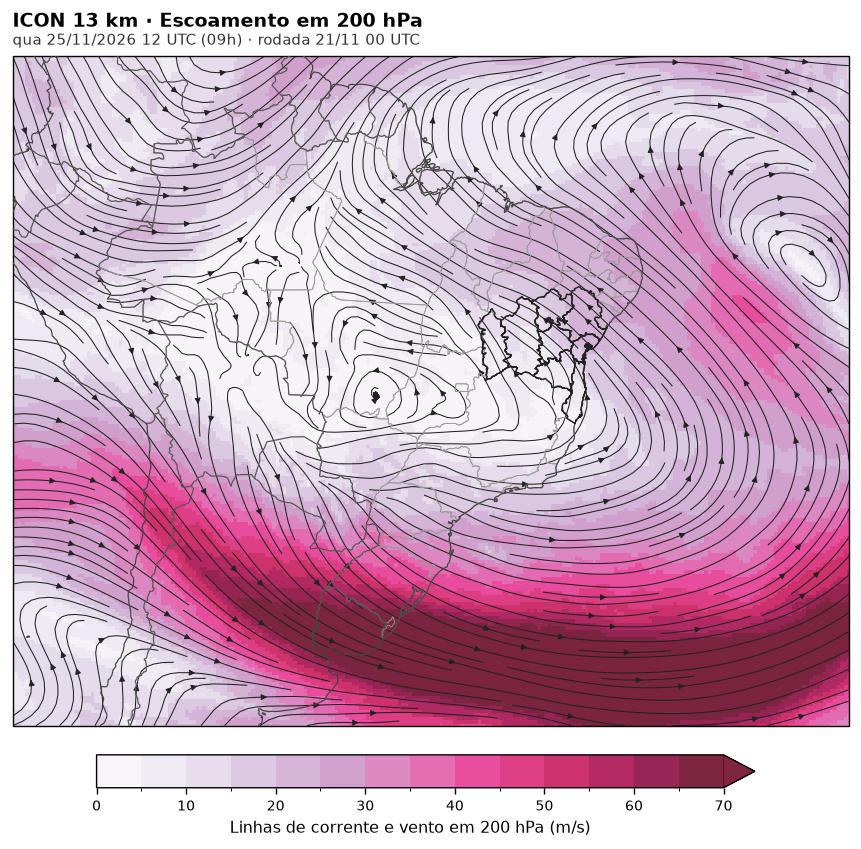 ICON 13 km · Escoamento em 200 hPa
qua 25/11/2026 12 UTC (09h) · rodada 21/11 00 UTC
0 10 20 30 40 50 60 70
Linhas de corrente e vento em 200 hPa (m/s)